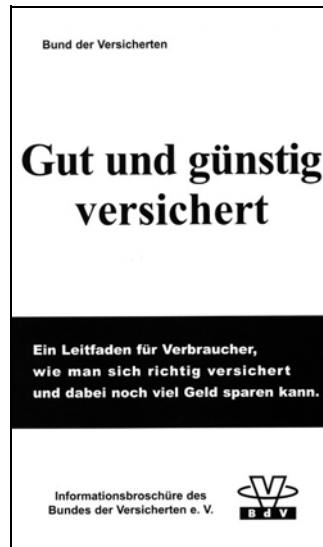 Bund der Versicherten
Gut und günstig
versichert
Ein Leitfaden für Verbraucher,
wie man sich richtig versichert
und dabei noch viel Geld sparen kann.
Informationsbroschüre des
Bundes der Versicherten e. V.
B d V